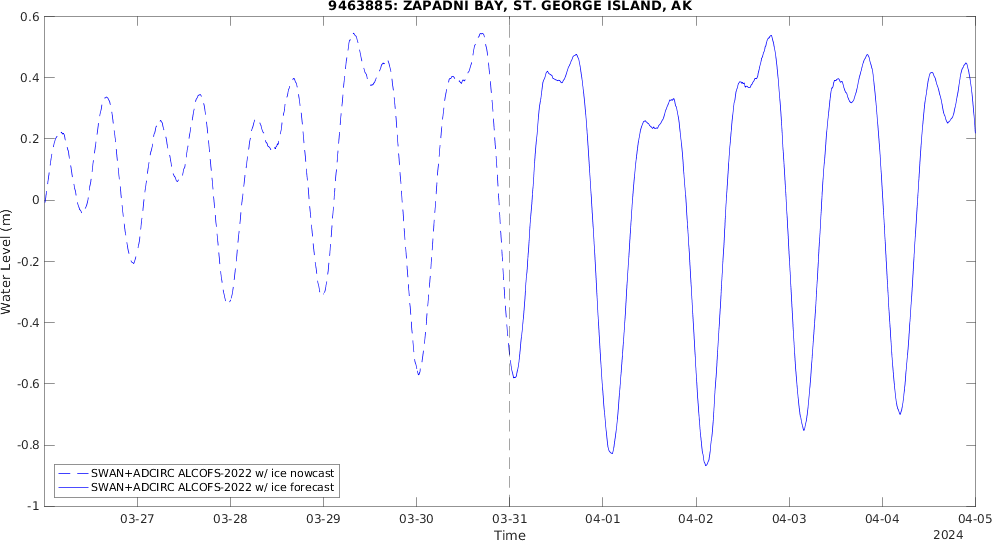 9463885: ZAPADNI BAY, ST. GEORGE ISLAND, AK
0.6
0.4
0.2
0
-0.2
-0.4
-0.6
-0.8
-1
Water Level (m)
SWAN+ADCIRC ALCOFS-2022 w/ ice nowcast
SWAN+ADCIRC ALCOFS-2022 w/ ice forecast
03-27 03-28 03-29 03-30 03-31 04-01 04-02 04-03 04-04 04-05
Time
2024